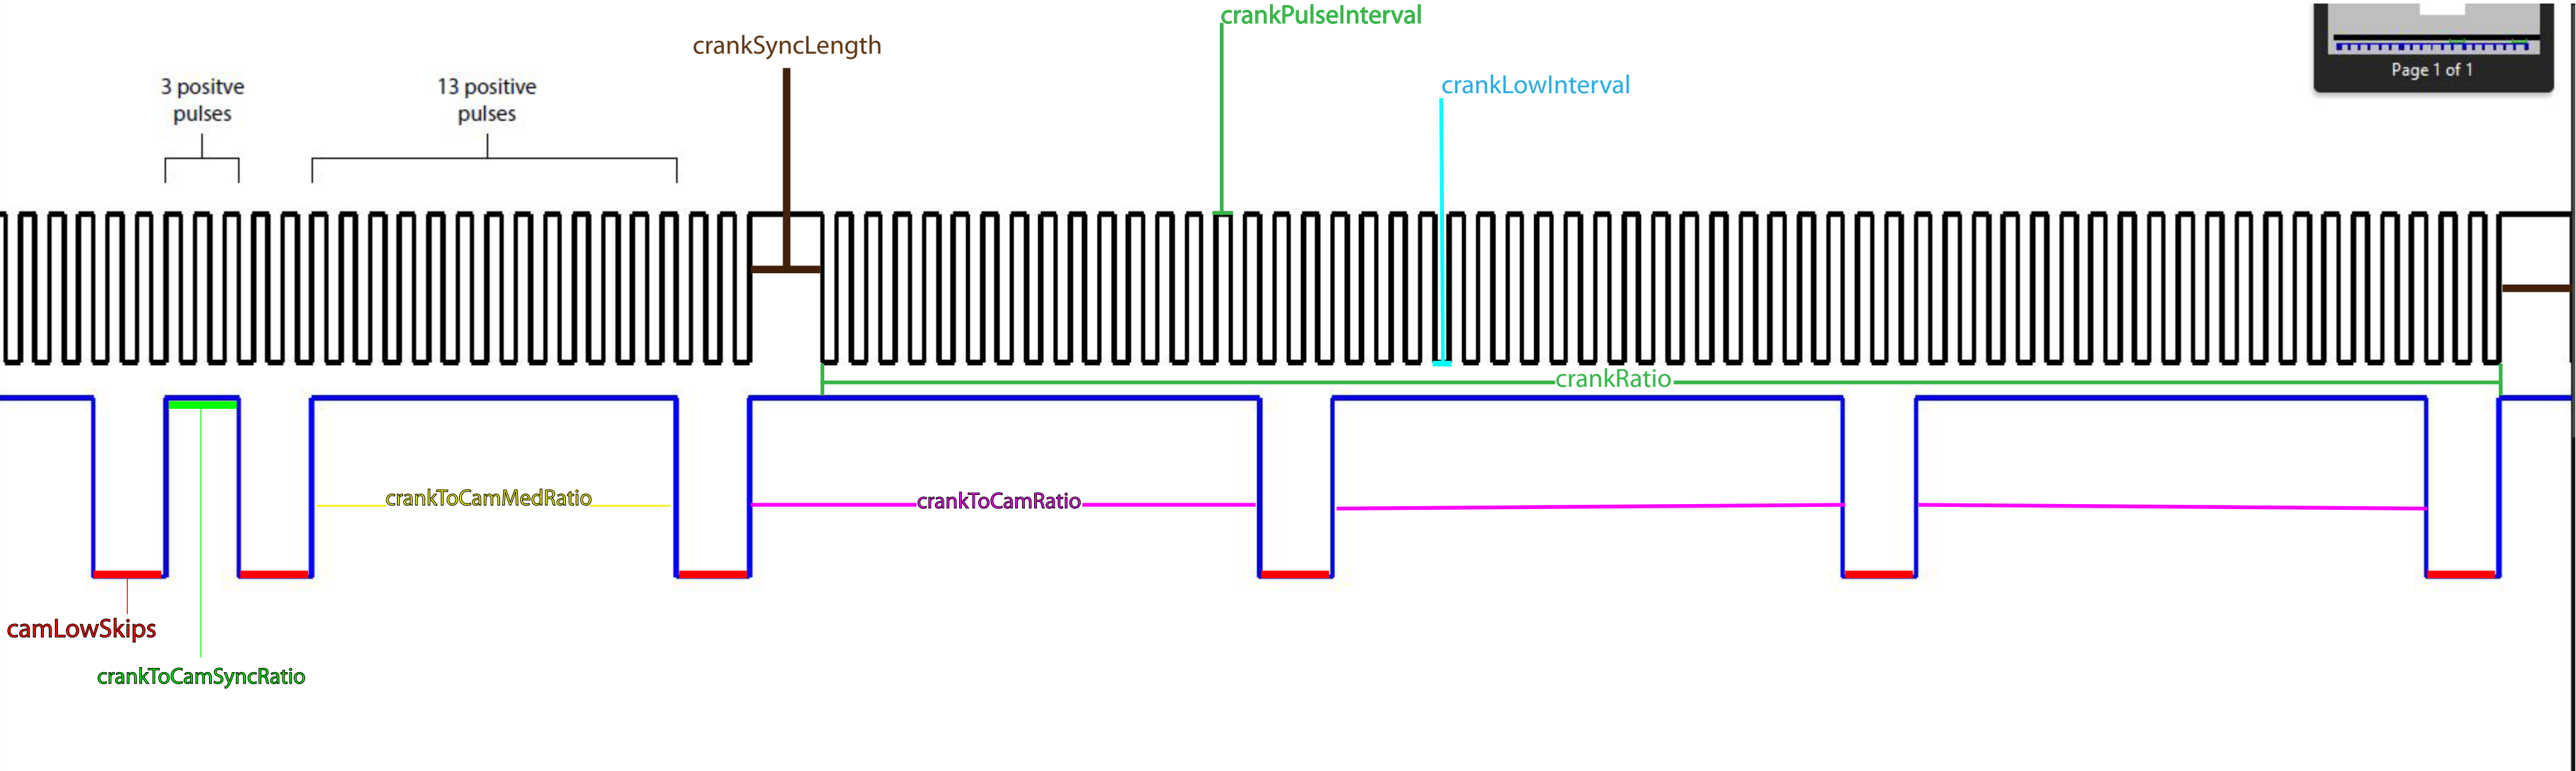 crankPulseInterval
crankSyncLength
Page 1 of 1
3 positve
pulses
13 positive
pulses
crankLowInterval
crankRatio
crankToCamMedRatio
crankToCamRatio
camLowSkips
crankToCamSyncRatio